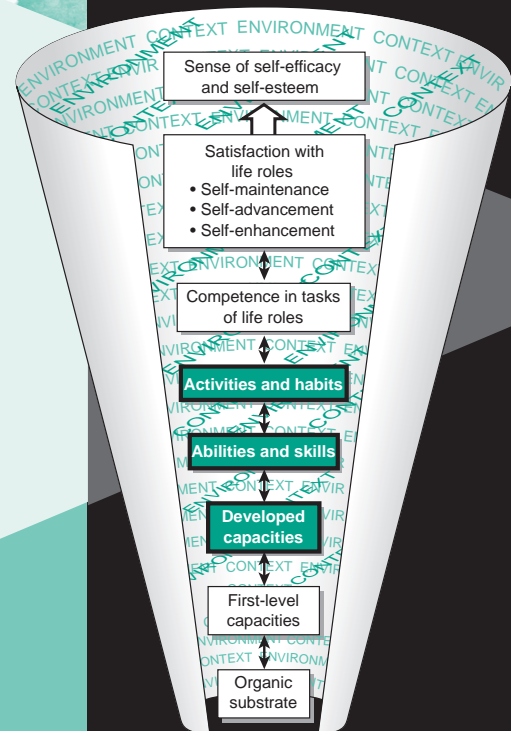 ENVIRONMENT CONTEXT ENVIRONMENT CONTEXT ENVIR
Sense of self-efficacy
and self-esteem
Satisfaction with
life roles
• Self-maintenance
• Self-advancement
• Self-enhancement
Competence in tasks
of life roles
Activities and habits
Abilities and skills
Developed
capacities
First-level
capacities
Organic
substrate